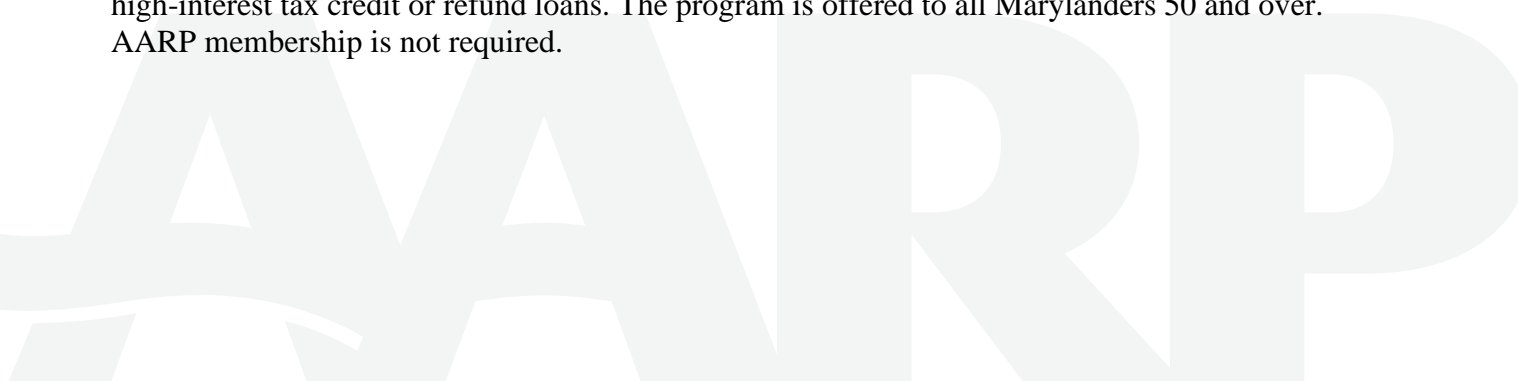 high-interest tax credit or refund loans. The program is offered to all Marylanders 50 and over.
AARP membership is not required.
AARP